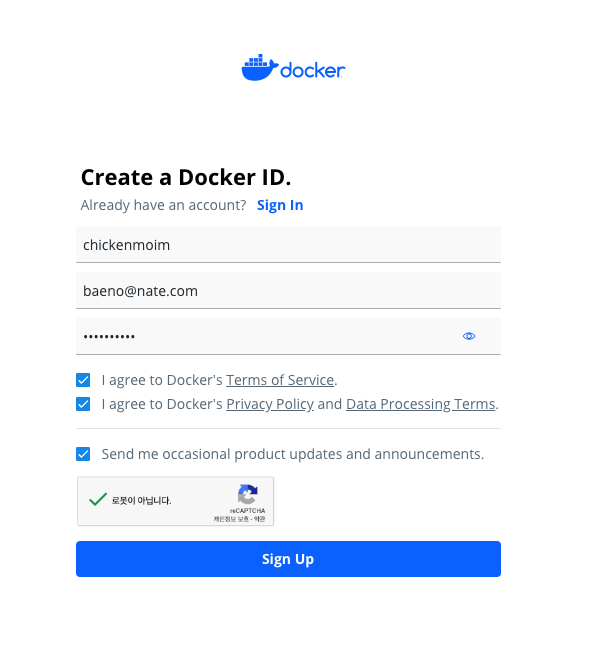 docker
Create a Docker ID.
Already have an account? Sign In
chickenmoim
baeno@nate.com
••••••••••
I agree to Docker's Terms of Service.
I agree to Docker's Privacy Policy and Data Processing Terms.
Send me occasional product updates and announcements.
로봇이 아닙니다.
reCAPTCHA
개인정보 보호 - 약관
Sign Up